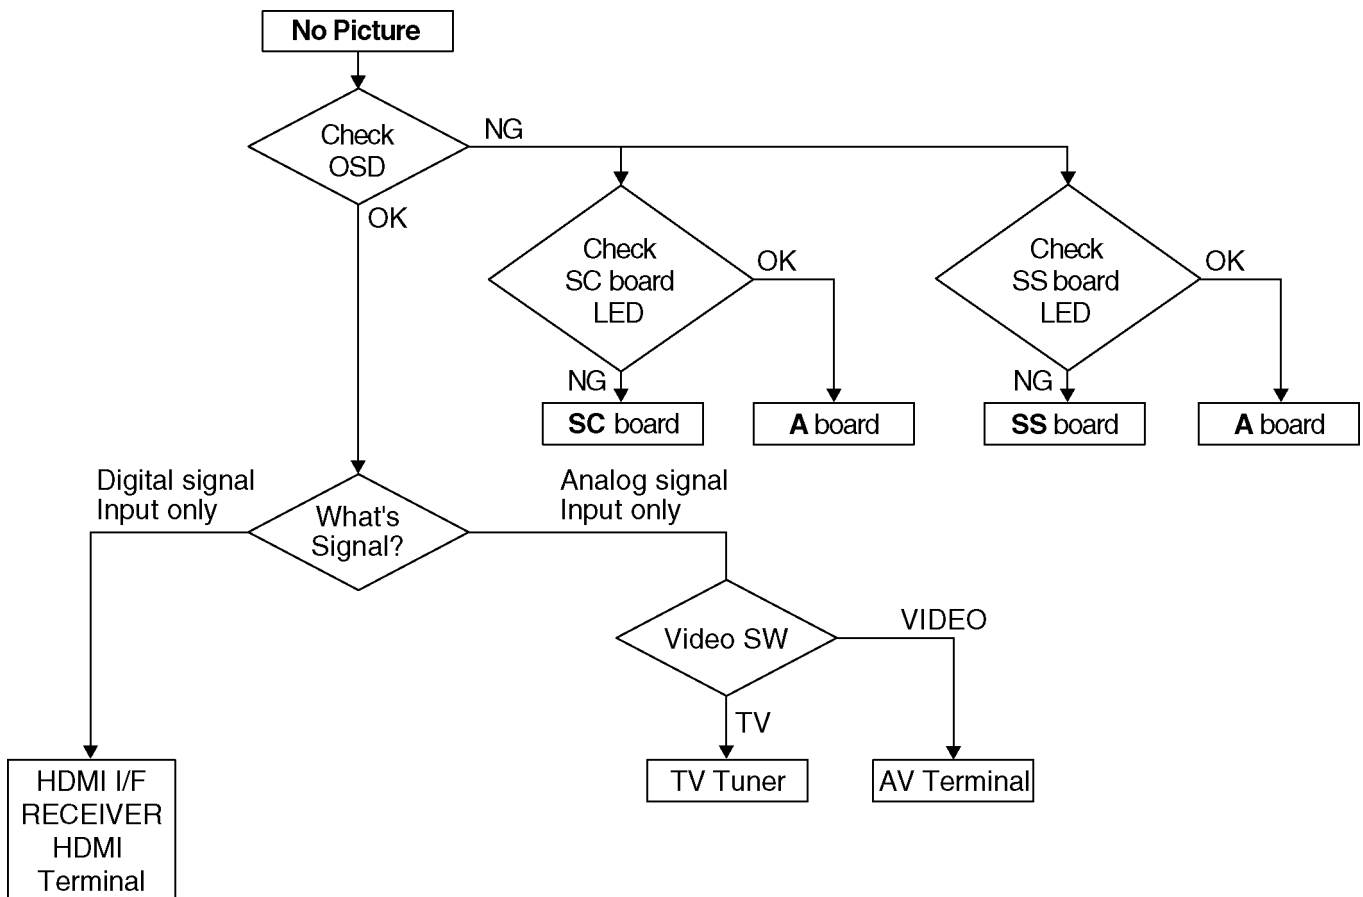 No Picture
Check
OSD
NG
OK
Check
SC board
LED
OK
NG
SC board
A board
Check
SS board
LED
OK
NG
SS board
A board
Digital signal
Input only
What's
Signal?
Analog signal
Input only
Video SW
VIDEO
TV
HDMI I/F
RECEIVER
HDMI
Terminal
TV Tuner
AV Terminal